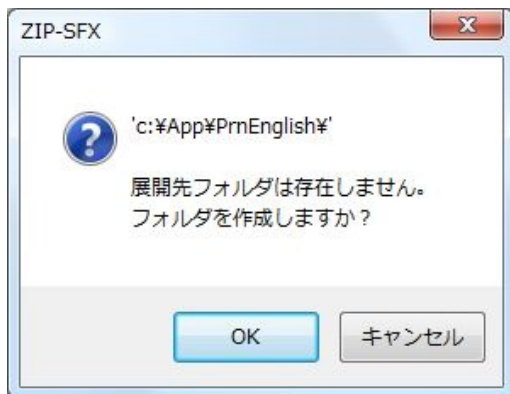 ZIP-SFX
'c:¥App¥PrnEnglish¥'
展開先フォルダは存在しません。
フォルダを作成しますか？
OK
キャンセル